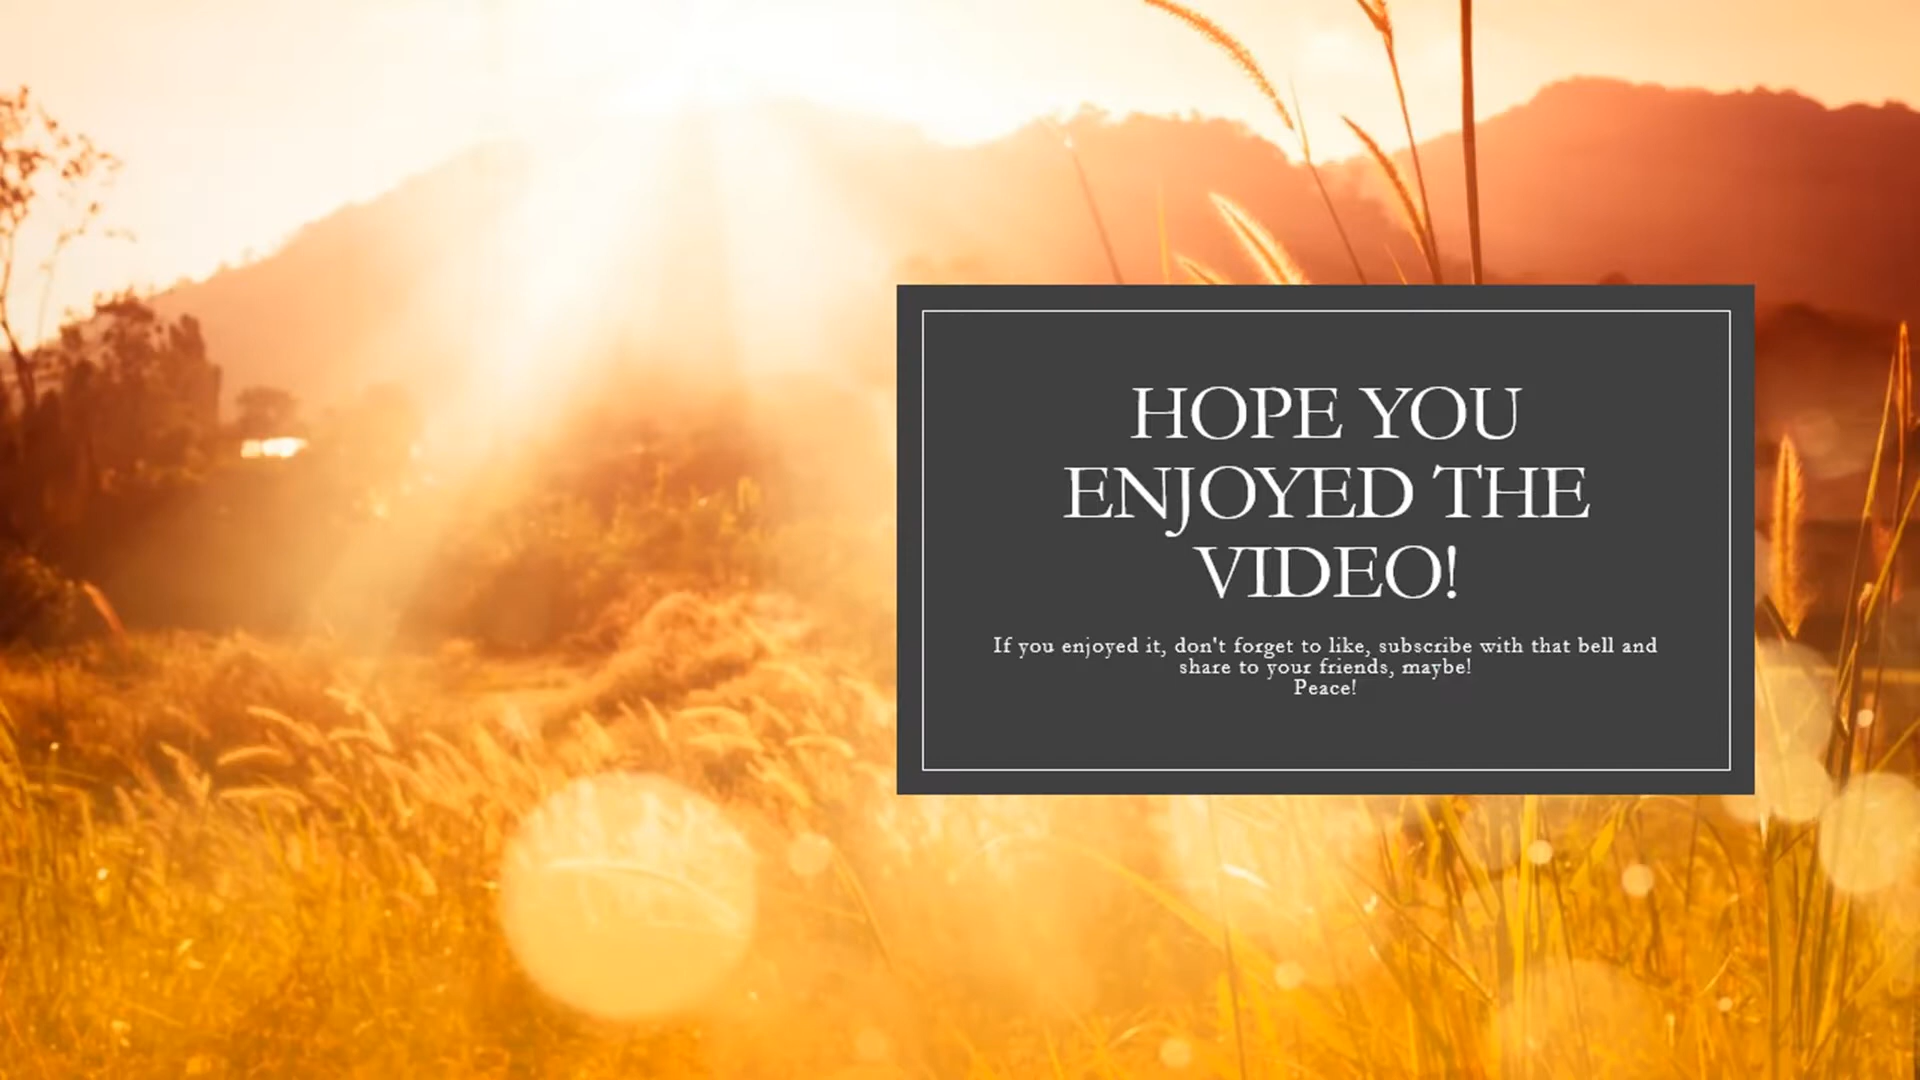 HOPE YOU
ENJOYED THE
VIDEO!
If you enjoyed it, don't forget to like, subscribe with that bell and
share to your friends, maybe!
Peace!